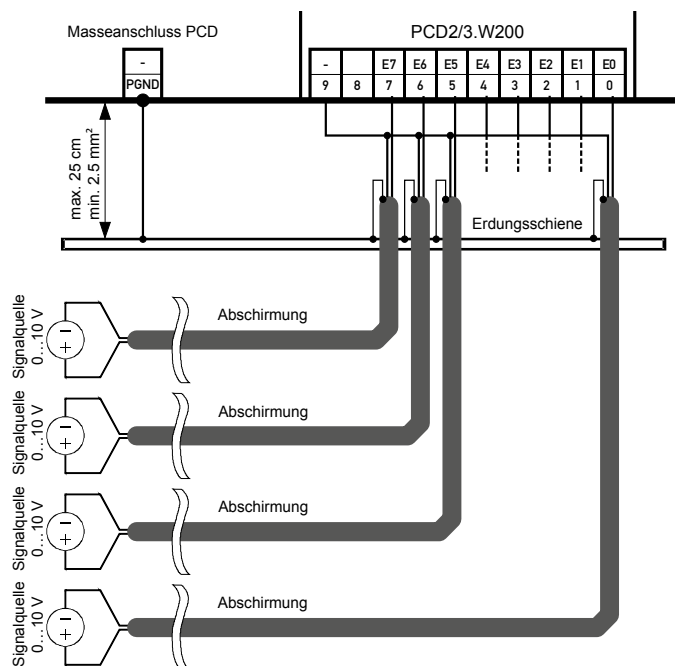 Masseanschluss PCD
PCD2/3.W200
-
PGND
- E7 E6 E5 E4 E3 E2 E1 E0
9 8 7 6 5 4 3 2 1 0
max. 25 cm
min. 2.5 mm²
Erdungsschiene
Abschirmung
Signalquelle
0...10 V
- +
Abschirmung
Signalquelle
0...10 V
- +
Abschirmung
Signalquelle
0...10 V
- +
Abschirmung
Signalquelle
0...10 V
- +